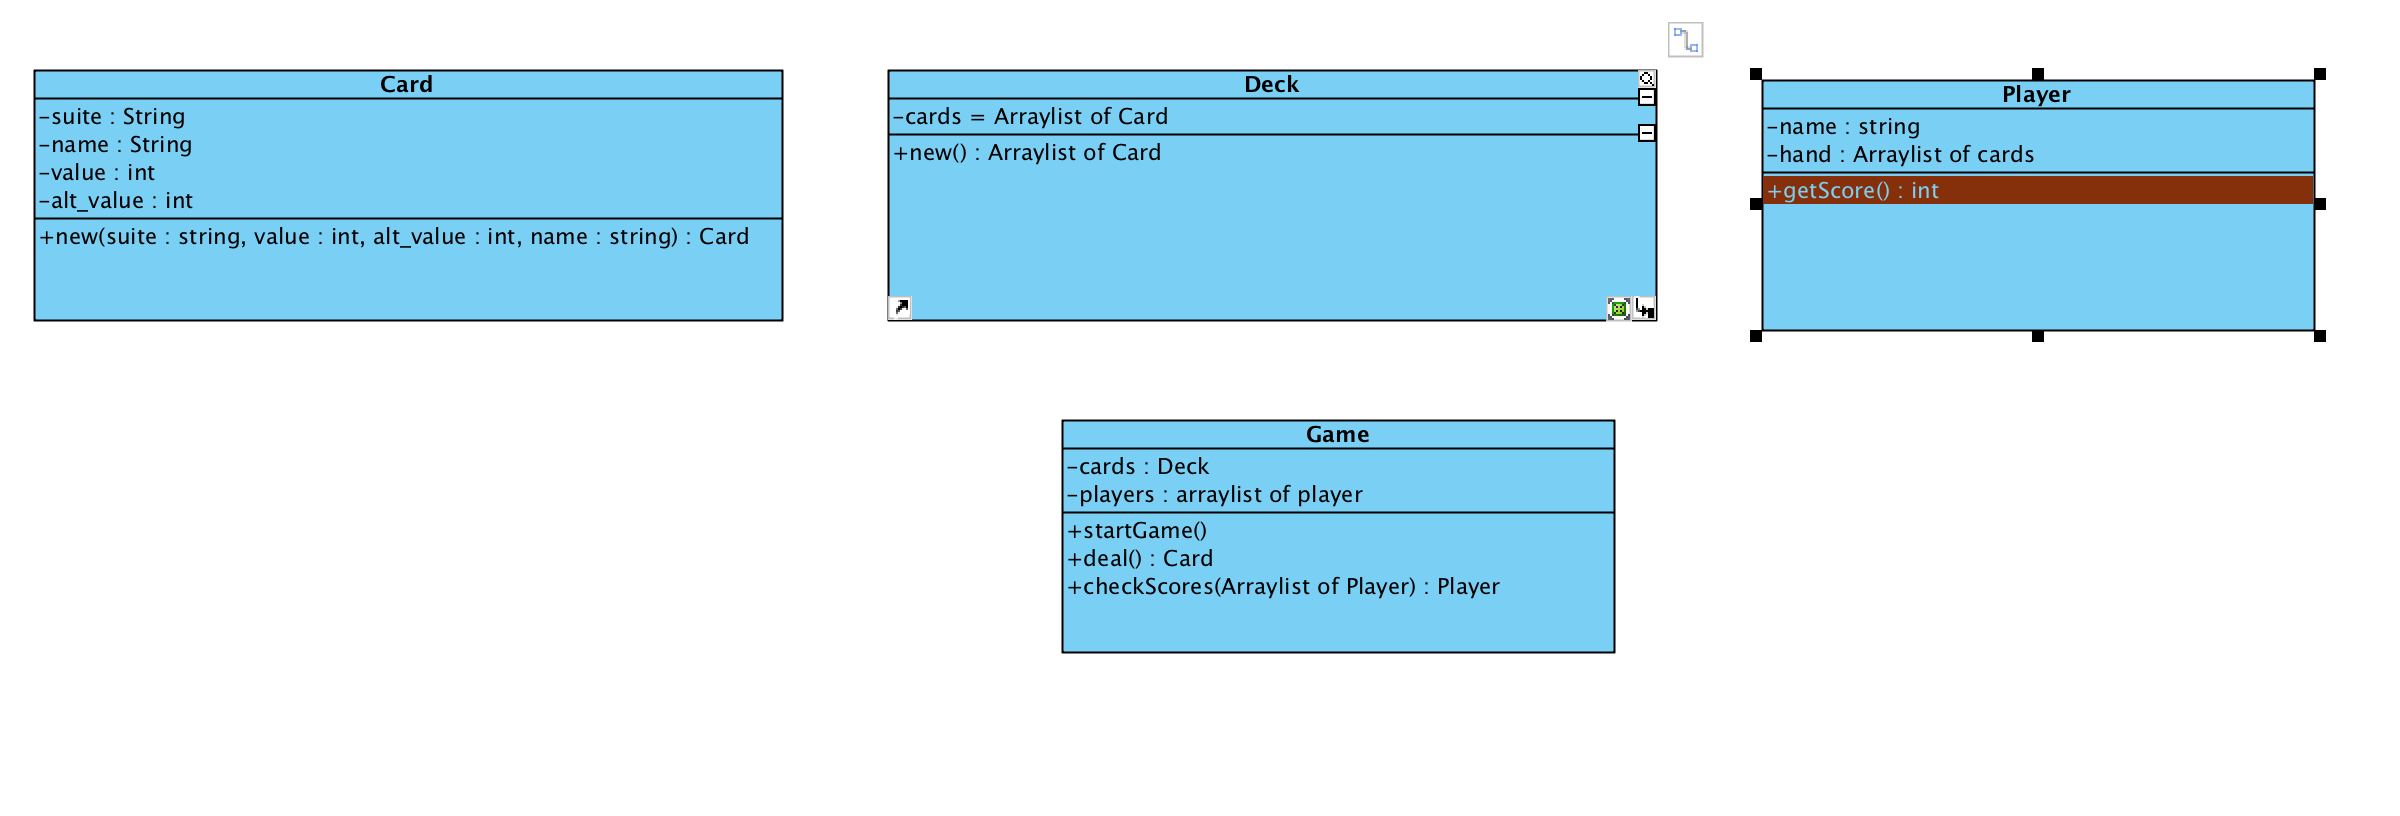 Card
-suite : String
-name : String
-value : int
-alt_value : int
+new(suite : string, value : int, alt_value : int, name : string) : Card
Deck
-cards = Arraylist of Card
+new() : Arraylist of Card
Player
-name : string
-hand : Arraylist of cards
+getScore() : int
Game
-cards : Deck
-players : arraylist of player
+startGame()
+deal() : Card
+checkScores(Arraylist of Player) : Player